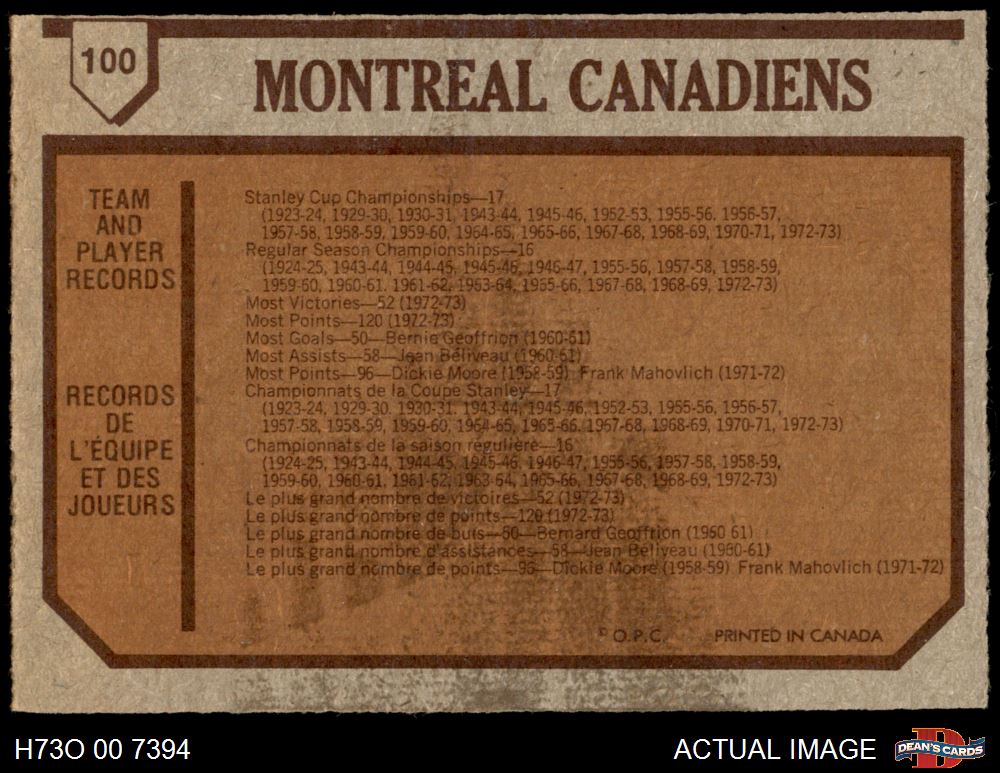 100
MONTREAL CANADIENS
TEAM
AND
PLAYER
RECORDS
Stanley Cup Championships—17
(1923-24, 1929-30, 1930-31, 1943-44, 1945-46, 1952-53, 1955-56, 1956-57,
1957-58, 1958-59, 1959-60, 1964-65, 1965-66, 1967-68, 1968-69, 1970-71, 1972-73)
Regular Season Championships—16
(1924-25, 1943-44, 1944-45, 1945-46, 1946-47, 1955-56, 1957-58, 1958-59,
1959-60, 1960-61, 1961-62, 1963-64, 1965-66, 1967-68, 1968-69, 1972-73)
Most Victories—52 (1972-73)
Most Points—120 (1972-73)
Most Goals—50—Bernie Geoffrion (1960-61)
Most Assists—58—Jean Béliveau (1960-61)
Most Points—96—Dickie Moore (1958-59) Frank Mahovlich (1971-72)
RECORDS
DE
L'ÉQUIPE
ET DES
JOUEURS
Championnats de la Coupe Stanley—17
(1923-24, 1929-30, 1930-31, 1943-44, 1945-46, 1952-53, 1955-56, 1956-57,
1957-58, 1958-59, 1959-60, 1964-65, 1965-66, 1967-68, 1968-69, 1970-71, 1972-73)
Championnats de la saison régulière—16
(1924-25, 1943-44, 1944-45, 1945-46, 1946-47, 1955-56, 1957-58, 1958-59,
1959-60, 1960-61, 1961-62, 1963-64, 1965-66, 1967-68, 1968-69, 1972-73)
Le plus grand nombre de victoires—52 (1972-73)
Le plus grand nombre de points—120 (1972-73)
Le plus grand nombre de buts—50—Bernard Geoffrion (1960 61)
Le plus grand nombre d'assistances—58—Jean Béliveau (1960-61)
Le plus grand nombre de points—96—Dickie Moore (1958-59) Frank Mahovlich (1971-72)
O.P.C. PRINTED IN CANADA
H73O 00 7394
ACTUAL IMAGE
DEAN'S CARDS